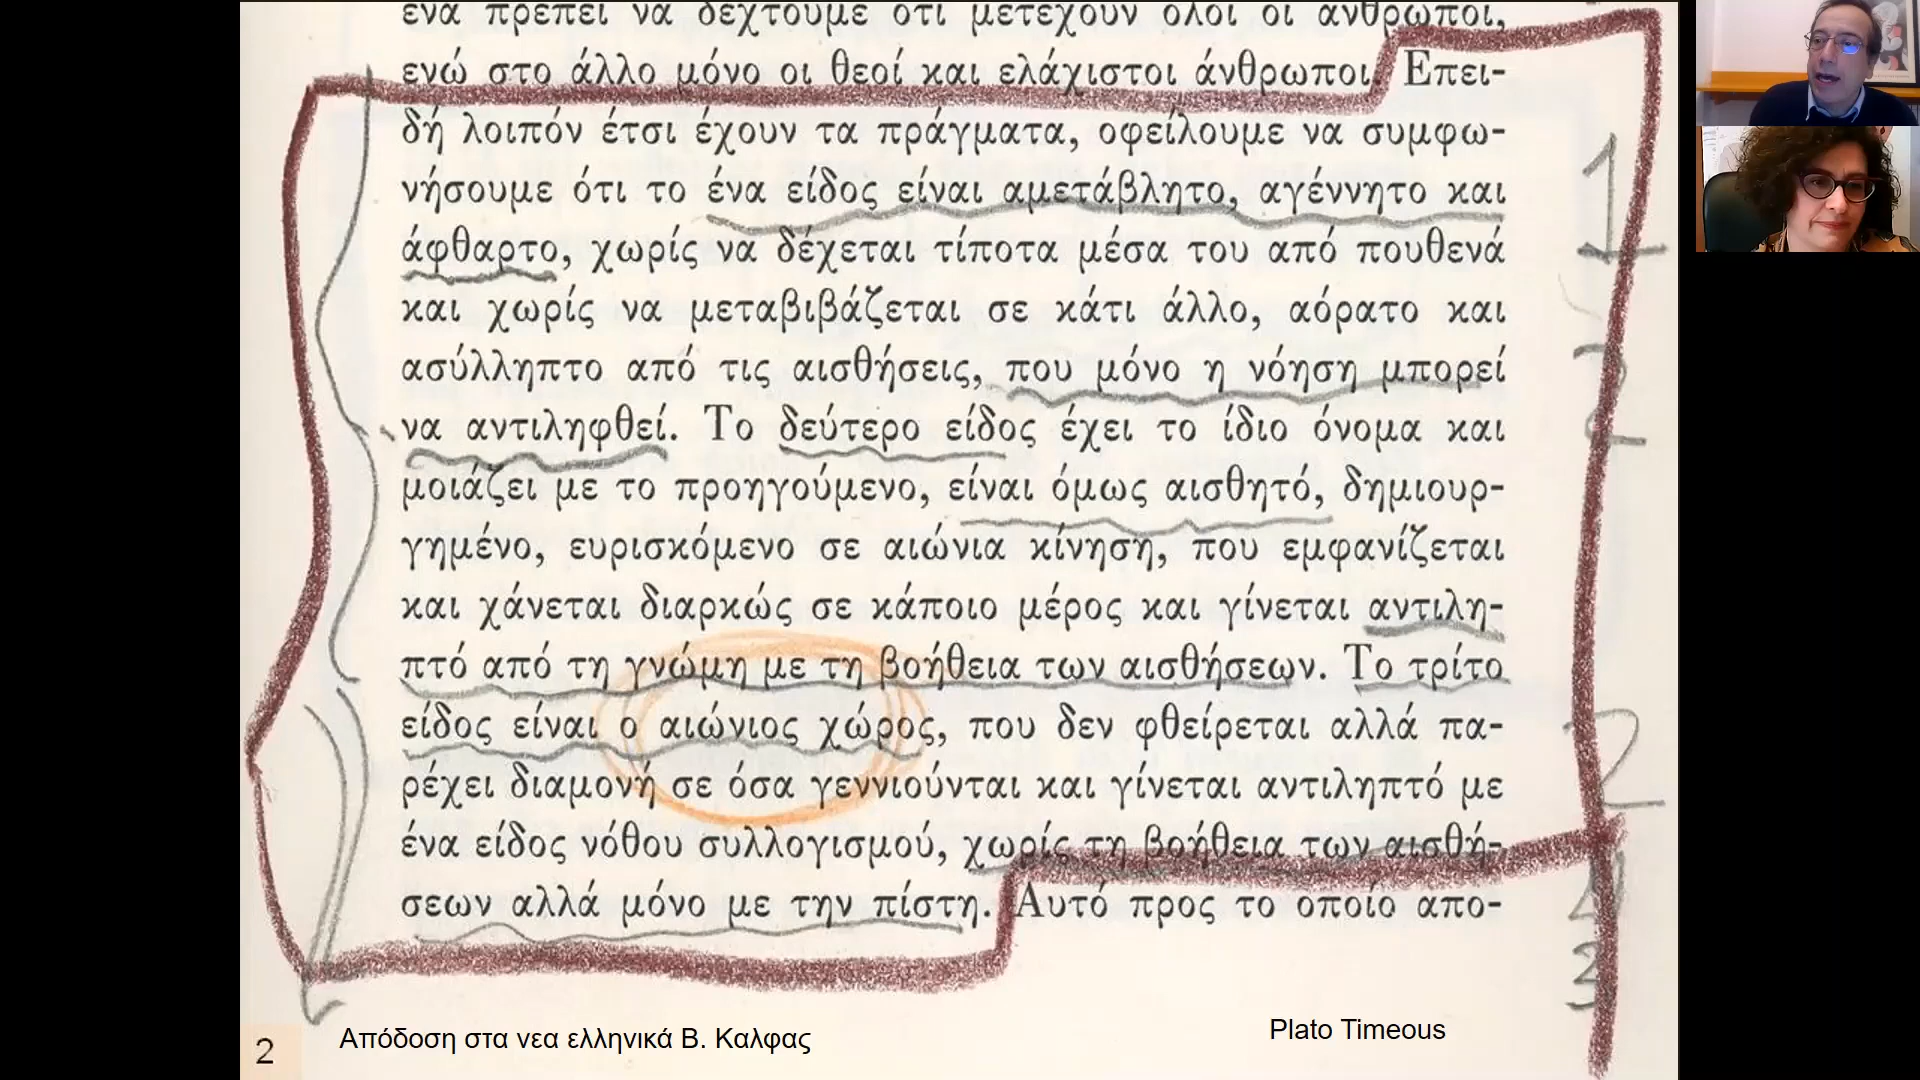 ένα πρέπει να δεχτούμε ότι μετέχουν όλοι οι άνθρωποι,
ενώ στο άλλο μόνο οι θεοί και ελάχιστοι άνθρωποι. Επει-
δή λοιπόν έτσι έχουν τα πράγματα, οφείλουμε να συμφω-
νήσουμε ότι το ένα είδος είναι αμετάβλητο, αγέννητο και
άφθαρτο, χωρίς να δέχεται τίποτα μέσα του από πουθενά
και χωρίς να μεταβιβάζεται σε κάτι άλλο, αόρατο και
ασύλληπτο από τις αισθήσεις, που μόνο η νόηση μπορεί
να αντιληφθεί. Το δεύτερο είδος έχει το ίδιο όνομα και
μοιάζει με το προηγούμενο, είναι όμως αισθητό, δημιουρ-
γημένο, ευρισκόμενο σε αιώνια κίνηση, που εμφανίζεται
και χάνεται διαρκώς σε κάποιο μέρος και γίνεται αντιλη-
πτό από τη γνώμη με τη βοήθεια των αισθήσεων. Το τρίτο
είδος είναι ο αιώνιος χώρος, που δεν φθείρεται αλλά πα-
ρέχει διαμονή σε όσα γεννιούνται και γίνεται αντιληπτό με
ένα είδος νόθου συλλογισμού, χωρίς τη βοήθεια των αισθή-
σεων αλλά μόνο με την πίστη. Αυτό προς το οποίο απο-
1
2
3
2 Απόδοση στα νεα ελληνικά Β. Καλφας
Plato Timeous